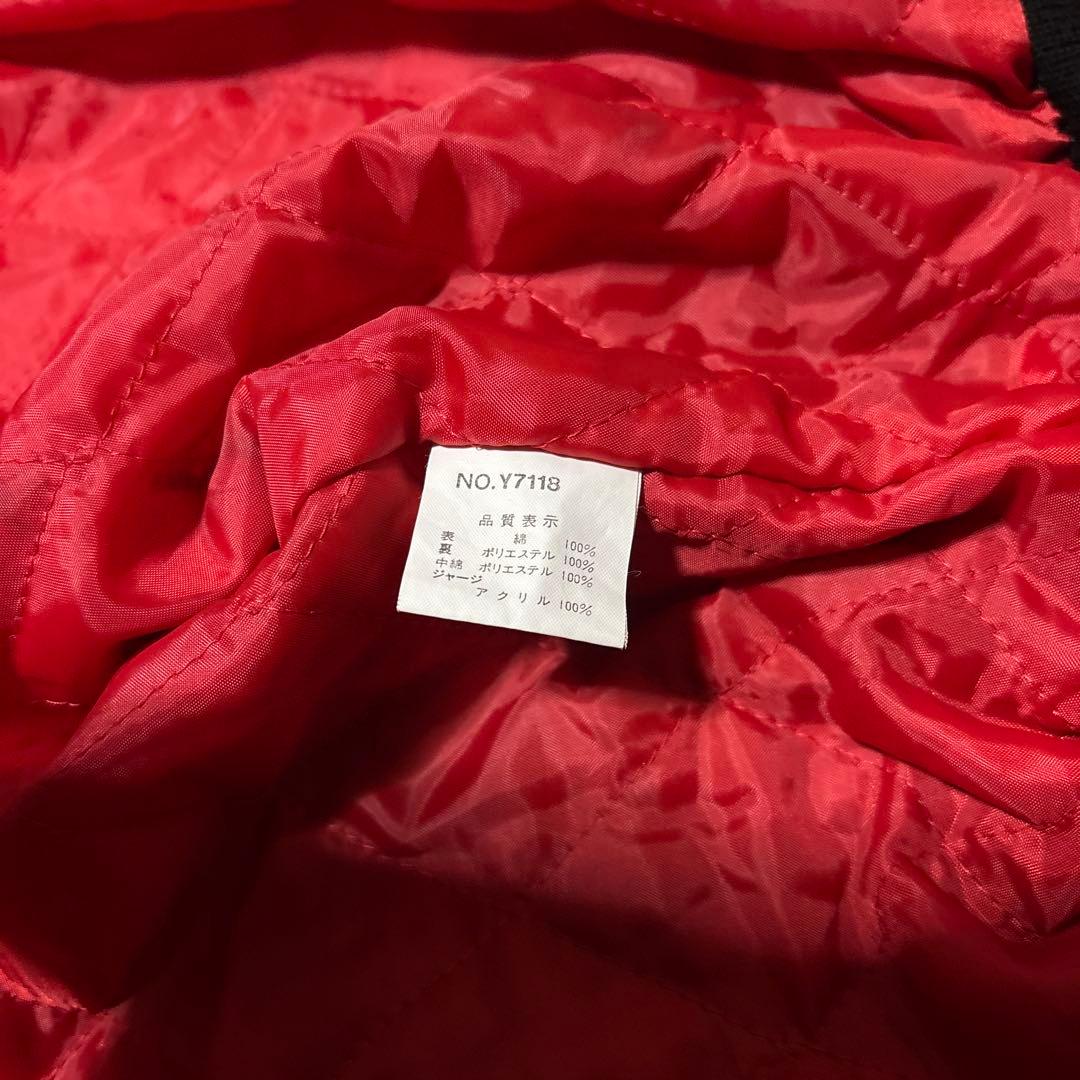 NO.Y7118
品質表示
表 綿 100%
裏 ポリエステル 100%
中綿 ポリエステル 100%
ジャージ
アクリル 100%